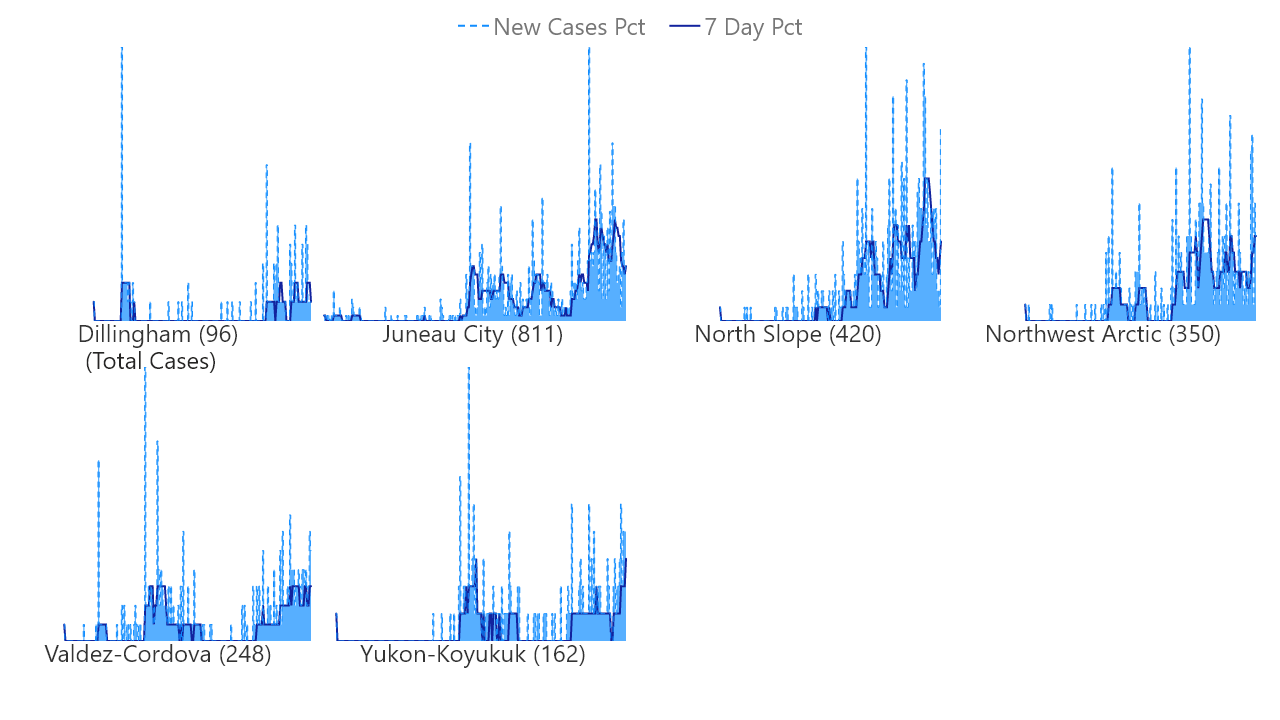 New Cases Pct 7 Day Pct
Dillingham (96)
(Total Cases)
Juneau City (811)
North Slope (420)
Northwest Arctic (350)
Valdez-Cordova (248)
Yukon-Koyukuk (162)